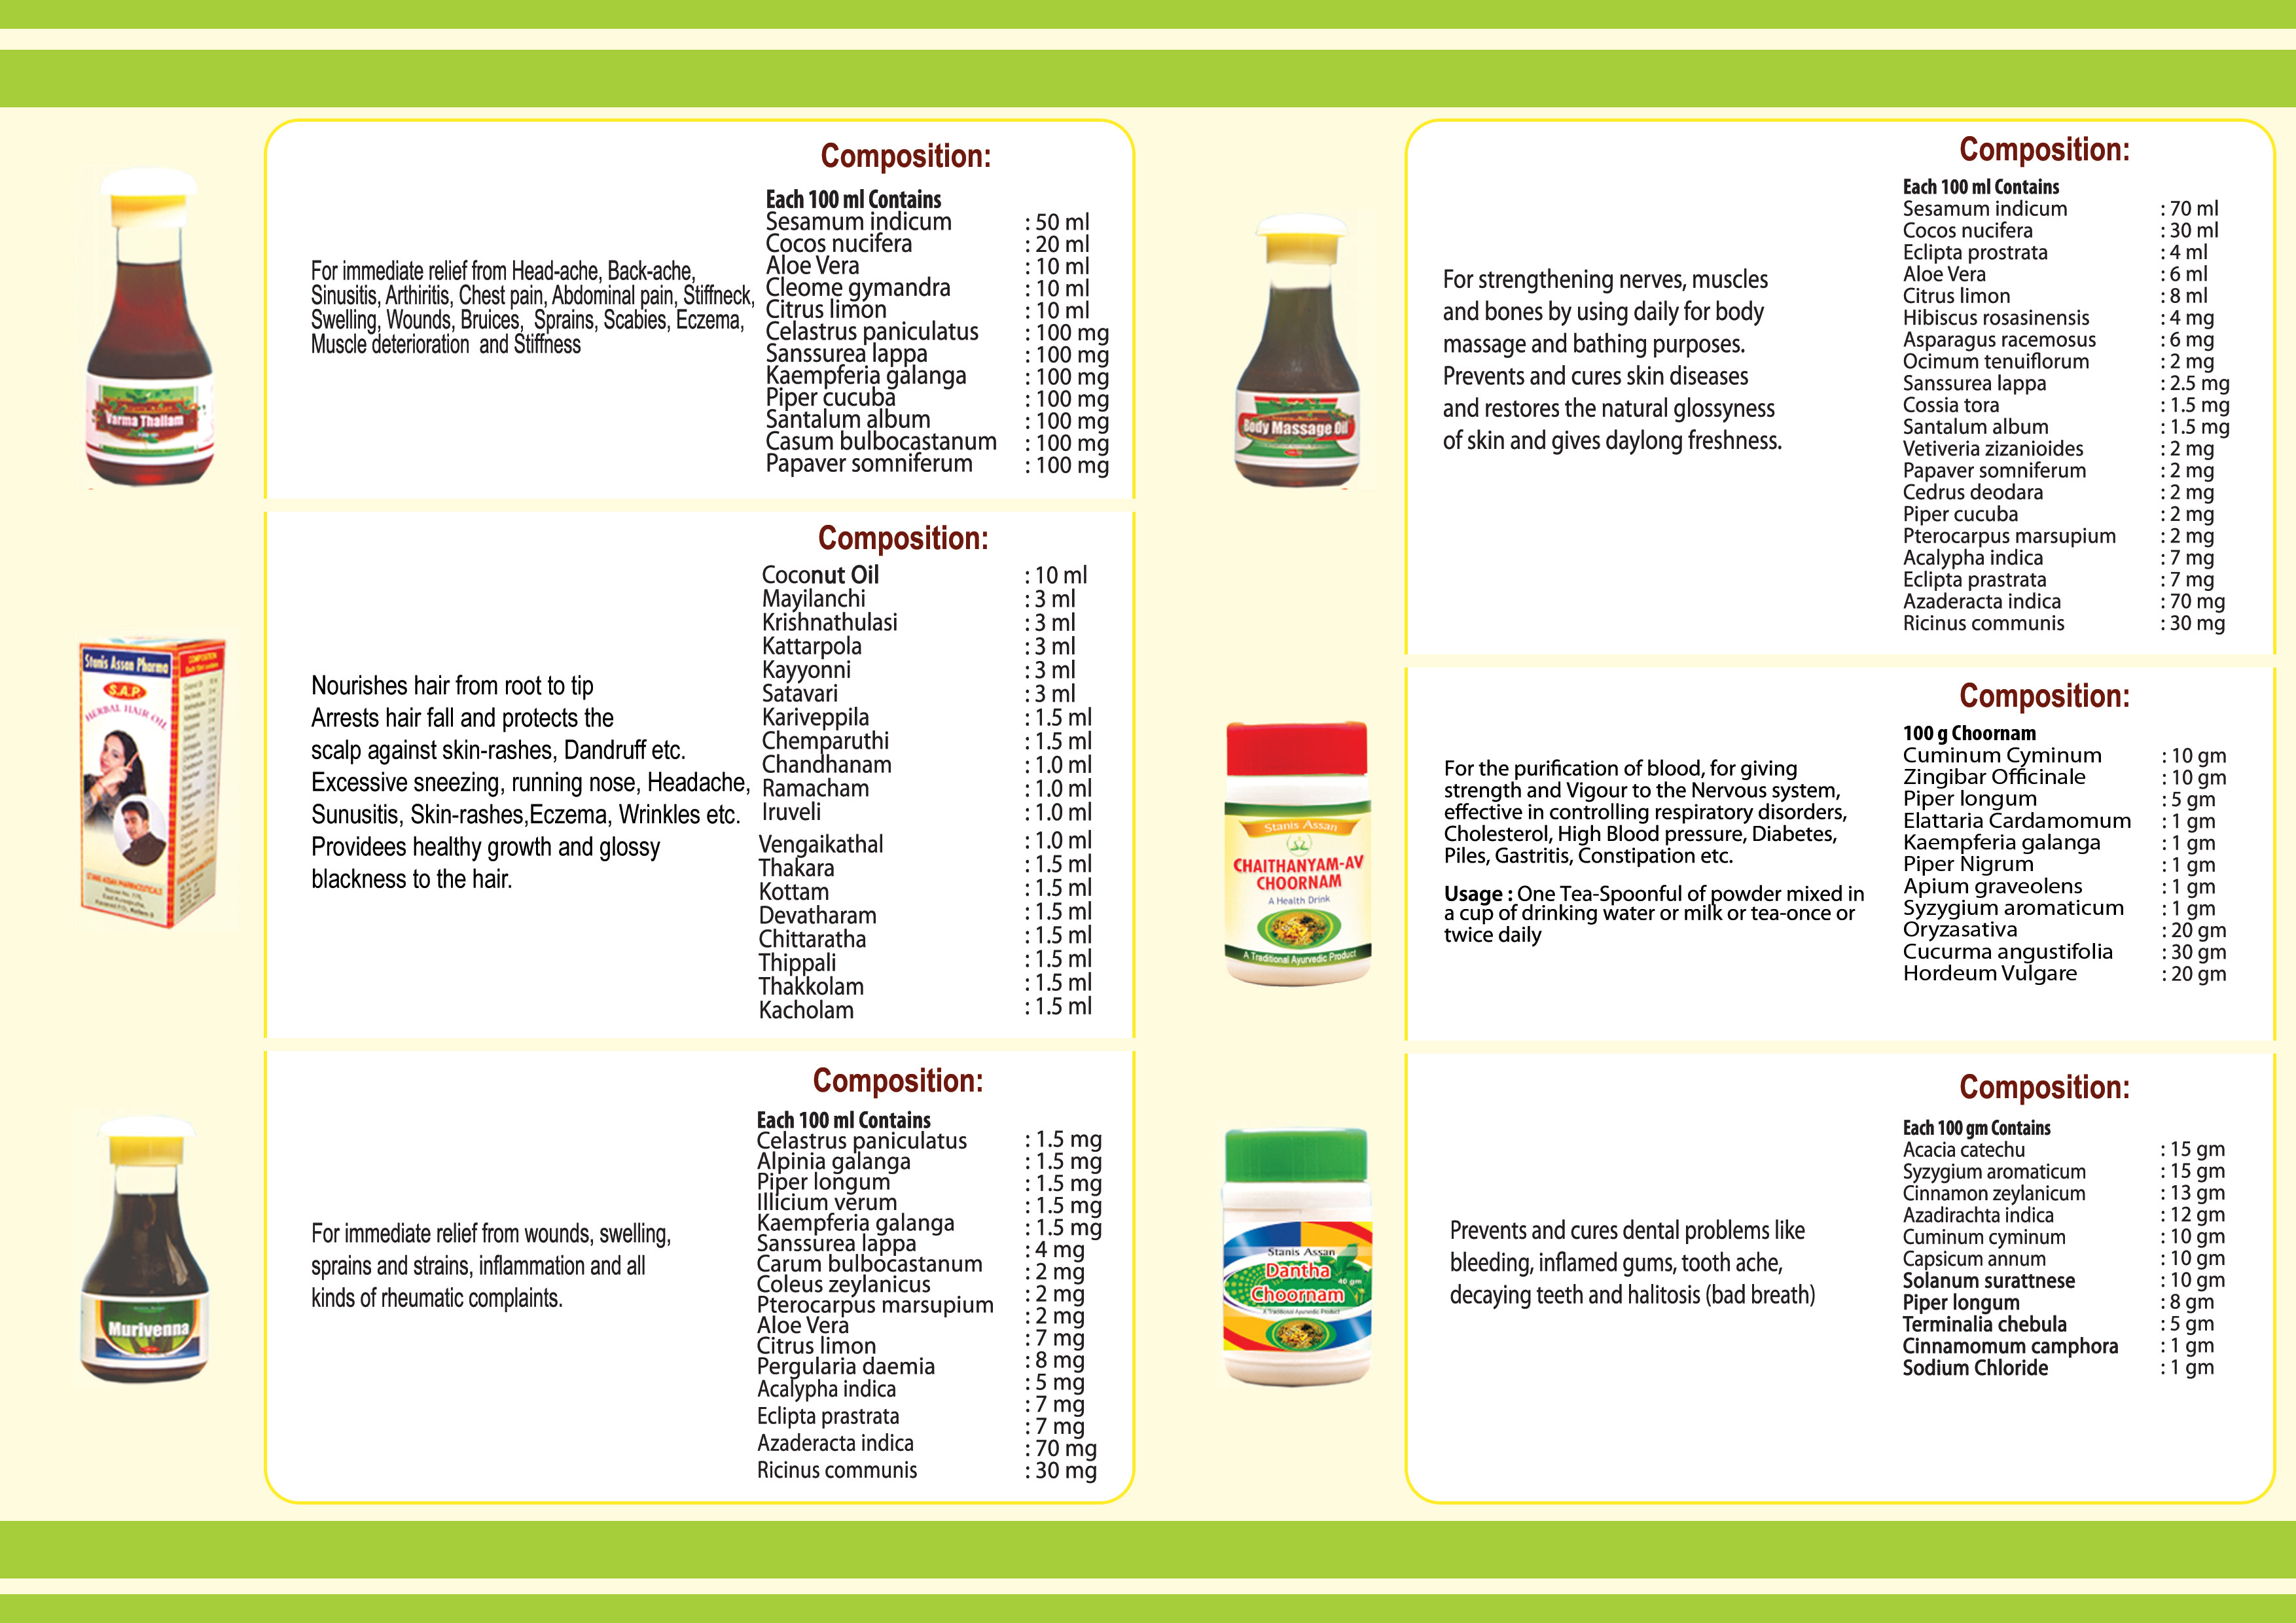 Varma Thailam
For immediate relief from Head-ache, Back-ache,
Sinusitis, Arthiritis, Chest pain, Abdominal pain, Stiffneck,
Swelling, Wounds, Bruices, Sprains, Scabies, Eczema,
Muscle deterioration and Stiffness
Composition:
Each 100 ml Contains
Sesamum indicum : 50 ml
Cocos nucifera : 20 ml
Aloe Vera : 10 ml
Cleome gymandra : 10 ml
Citrus limon : 10 ml
Celastrus paniculatus : 100 mg
Sanssurea lappa : 100 mg
Kaempferia galanga : 100 mg
Piper cucuba : 100 mg
Santalum album : 100 mg
Casum bulbocastanum : 100 mg
Papaver somniferum : 100 mg
Stanis Assan Pharma
S.A.P.
HERBAL HAIR OIL
COMPOSITION
Nourishes hair from root to tip
Arrests hair fall and protects the
scalp against skin-rashes, Dandruff etc.
Excessive sneezing, running nose, Headache,
Sunusitis, Skin-rashes,Eczema, Wrinkles etc.
Providees healthy growth and glossy
blackness to the hair.
Composition:
Coconut Oil : 10 ml
Mayilanchi : 3 ml
Krishnathulasi : 3 ml
Kattarpola : 3 ml
Kayyonni : 3 ml
Satavari : 3 ml
Kariveppila : 1.5 ml
Chemparuthi : 1.5 ml
Chandhanam : 1.0 ml
Ramacham : 1.0 ml
Iruveli : 1.0 ml
Vengaikathal : 1.0 ml
Thakara : 1.5 ml
Kottam : 1.5 ml
Devatharam : 1.5 ml
Chittaratha : 1.5 ml
Thippali : 1.5 ml
Thakkolam : 1.5 ml
Kacholam : 1.5 ml
Murivenna
For immediate relief from wounds, swelling,
sprains and strains, inflammation and all
kinds of rheumatic complaints.
Composition:
Each 100 ml Contains
Celastrus paniculatus : 1.5 mg
Alpinia galanga : 1.5 mg
Piper longum : 1.5 mg
Illicium verum : 1.5 mg
Kaempferia galanga : 1.5 mg
Sanssurea lappa : 4 mg
Carum bulbocastanum : 2 mg
Coleus zeylanicus : 2 mg
Pterocarpus marsupium : 2 mg
Aloe Vera : 7 mg
Citrus limon : 8 mg
Pergularia daemia : 5 mg
Acalypha indica : 7 mg
Eclipta prastrata : 7 mg
Azaderacta indica : 70 mg
Ricinus communis : 30 mg
Body Massage Oil
For strengthening nerves, muscles
and bones by using daily for body
massage and bathing purposes.
Prevents and cures skin diseases
and restores the natural glossyness
of skin and gives daylong freshness.
Composition:
Each 100 ml Contains
Sesamum indicum : 70 ml
Cocos nucifera : 30 ml
Eclipta prostrata : 4 ml
Aloe Vera : 6 ml
Citrus limon : 8 ml
Hibiscus rosasinensis : 4 mg
Asparagus racemosus : 6 mg
Ocimum tenuiflorum : 2 mg
Sanssurea lappa : 2.5 mg
Cossia tora : 1.5 mg
Santalum album : 1.5 mg
Vetiveria zizanioides : 2 mg
Papaver somniferum : 2 mg
Cedrus deodara : 2 mg
Piper cucuba : 2 mg
Pterocarpus marsupium : 2 mg
Acalypha indica : 7 mg
Eclipta prastrata : 7 mg
Azaderacta indica : 70 mg
Ricinus communis : 30 mg
Stanis Assan
CHAITHANYAM-AV
CHOORNAM
A Health Drink
A Traditional Ayurvedic Product
For the purification of blood, for giving
strength and Vigour to the Nervous system,
effective in controlling respiratory disorders,
Cholesterol, High Blood pressure, Diabetes,
Piles, Gastritis, Constipation etc.
Usage : One Tea-Spoonful of powder mixed in
a cup of drinking water or milk or tea-once or
twice daily
Composition:
100 g Choornam
Cuminum Cyminum : 10 gm
Zingibar Officinale : 10 gm
Piper longum : 5 gm
Elattaria Cardamomum : 1 gm
Kaempferia galanga : 1 gm
Piper Nigrum : 1 gm
Apium graveolens : 1 gm
Syzygium aromaticum : 1 gm
Oryzasativa : 20 gm
Cucurma angustifolia : 30 gm
Hordeum Vulgare : 20 gm
Stanis Assan
Dantha
40 gm
Choornam
A Traditional Ayurvedic Product
Prevents and cures dental problems like
bleeding, inflamed gums, tooth ache,
decaying teeth and halitosis (bad breath)
Composition:
Each 100 gm Contains
Acacia catechu : 15 gm
Syzygium aromaticum : 15 gm
Cinnamon zeylanicum : 13 gm
Azadirachta indica : 12 gm
Cuminum cyminum : 10 gm
Capsicum annum : 10 gm
Solanum surattnese : 10 gm
Piper longum : 8 gm
Terminalia chebula : 5 gm
Cinnamomum camphora : 1 gm
Sodium Chloride : 1 gm